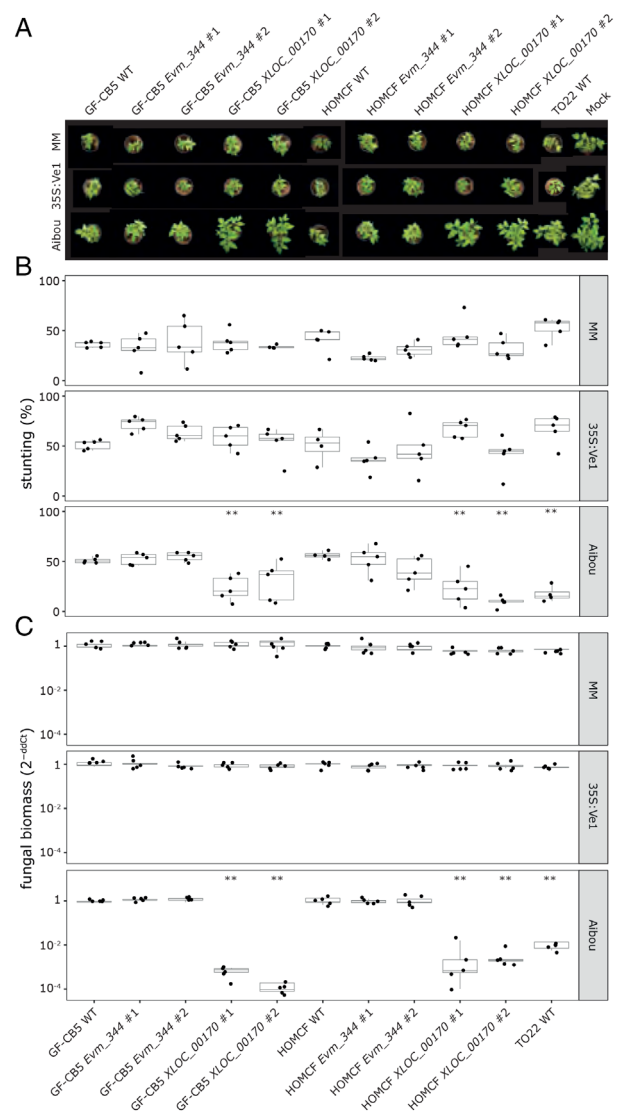 A
GF-CB5 WT
GF-CB5 Evm_344 #1
GF-CB5 Evm_344 #2
GF-CB5 XLOC_00170 #1
GF-CB5 XLOC_00170 #2
HOMCF WT
HOMCF Evm_344 #1
HOMCF Evm_344 #2
HOMCF XLOC_00170 #1
HOMCF XLOC_00170 #2
TO22 WT
Mock
MM
35S:Ve1
Aibou
B
stunting (%)
100
50
0
MM
100
50
0
35S:Ve1
** ** ** ** **
100
50
0
Aibou
C
fungal biomass (2^-ddCt)
1
10^-2
10^-4
MM
1
10^-2
10^-4
35S:Ve1
** ** ** ** **
1
10^-2
10^-4
Aibou
GF-CB5 WT
GF-CB5 Evm_344 #1
GF-CB5 Evm_344 #2
GF-CB5 XLOC_00170 #1
GF-CB5 XLOC_00170 #2
HOMCF WT
HOMCF Evm_344 #1
HOMCF Evm_344 #2
HOMCF XLOC_00170 #1
HOMCF XLOC_00170 #2
TO22 WT